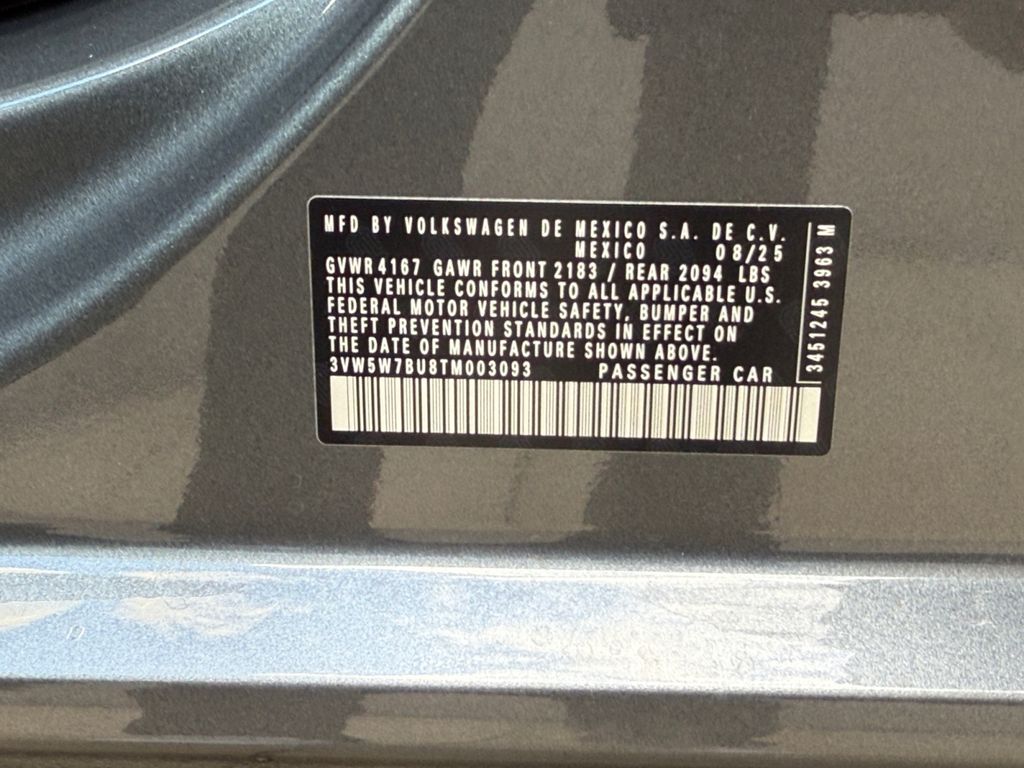 MFD BY VOLKSWAGEN DE MEXICO S.A. DE C.V.
MEXICO 08/25
GVWR 4167 GAWR FRONT 2183 / REAR 2094 LBS
THIS VEHICLE CONFORMS TO ALL APPLICABLE U.S.
FEDERAL MOTOR VEHICLE SAFETY, BUMPER AND
THEFT PREVENTION STANDARDS IN EFFECT ON
THE DATE OF MANUFACTURE SHOWN ABOVE.
3VW5W7BU8TM003093 PASSENGER CAR
3451245 3963 M